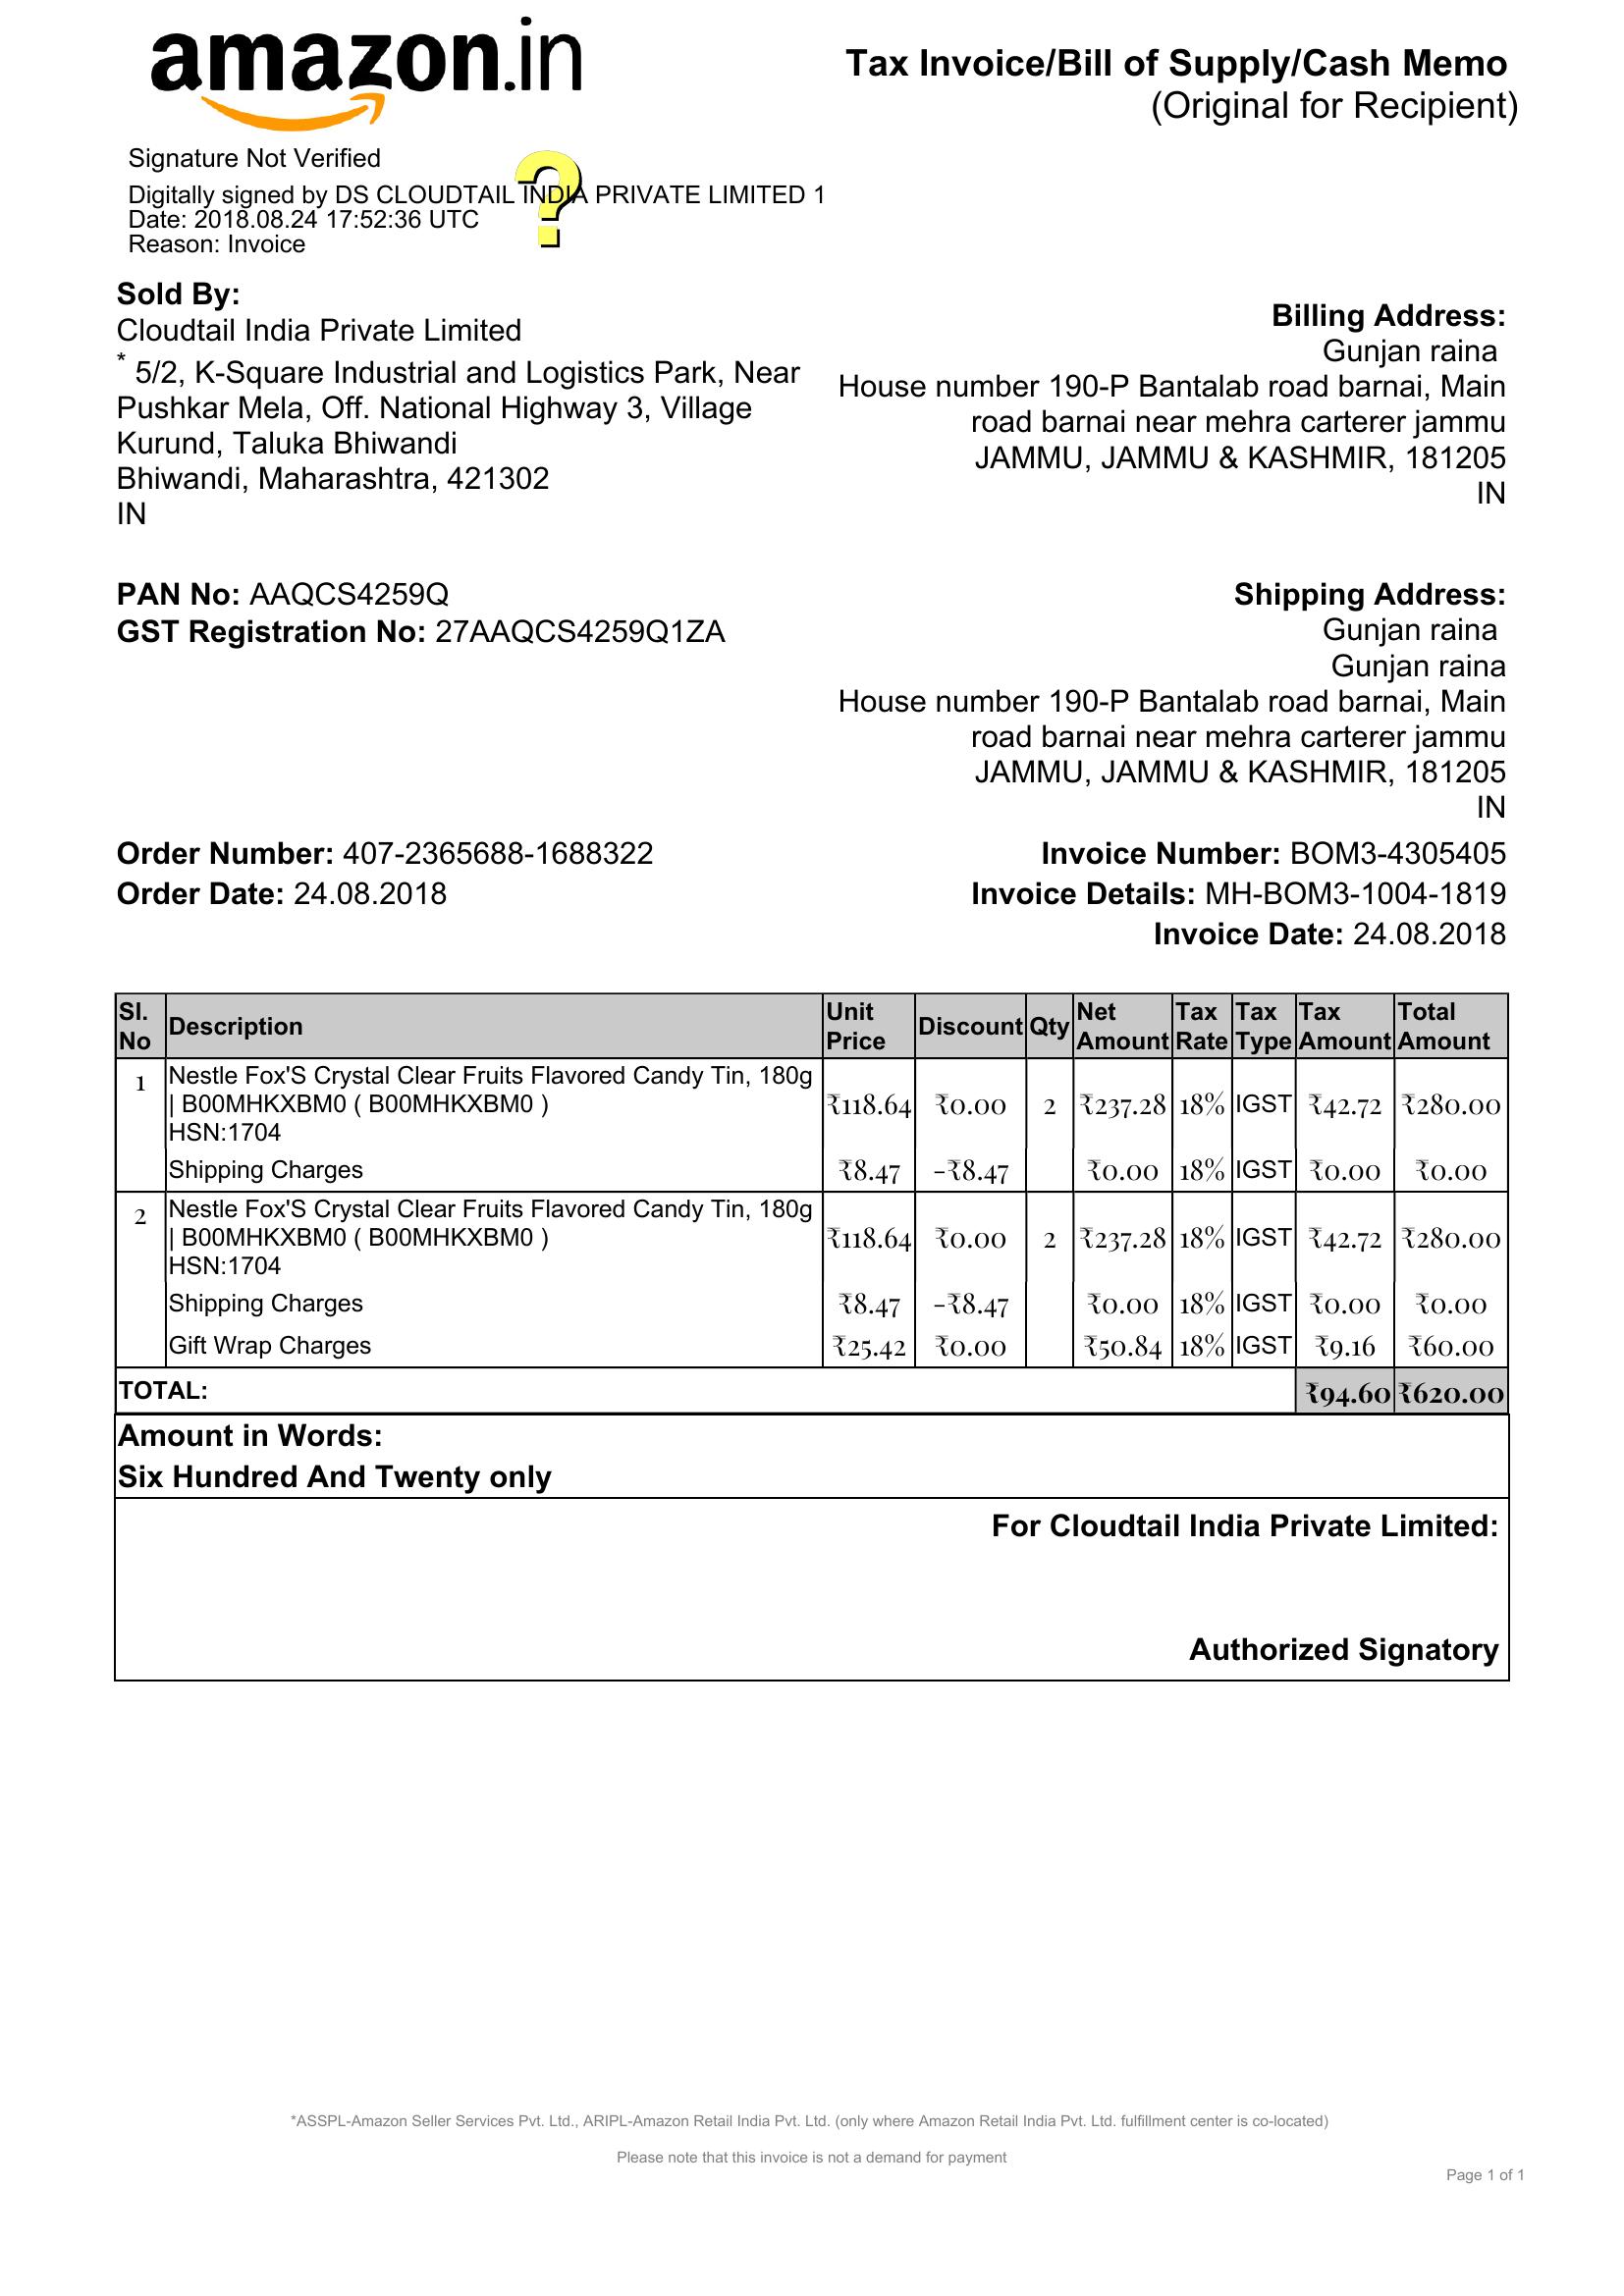 amazon.in
Tax Invoice/Bill of Supply/Cash Memo
(Original for Recipient)
Signature Not Verified
Digitally signed by DS CLOUDTAIL INDIA PRIVATE LIMITED 1
Date: 2018.08.24 17:52:36 UTC
Reason: Invoice
?
Sold By:
Cloudtail India Private Limited
* 5/2, K-Square Industrial and Logistics Park, Near
Pushkar Mela, Off. National Highway 3, Village
Kurund, Taluka Bhiwandi
Bhiwandi, Maharashtra, 421302
IN
Billing Address:
Gunjan raina
House number 190-P Bantalab road barnai, Main
road barnai near mehra carterer jammu
JAMMU, JAMMU & KASHMIR, 181205
IN
PAN No: AAQCS4259Q
GST Registration No: 27AAQCS4259Q1ZA
Shipping Address:
Gunjan raina
Gunjan raina
House number 190-P Bantalab road barnai, Main
road barnai near mehra carterer jammu
JAMMU, JAMMU & KASHMIR, 181205
IN
Order Number: 407-2365688-1688322
Order Date: 24.08.2018
Invoice Number: BOM3-4305405
Invoice Details: MH-BOM3-1004-1819
Invoice Date: 24.08.2018
Sl. No Description Unit Price Discount Qty Net Amount Tax Rate Tax Type Tax Amount Total Amount
1 Nestle Fox'S Crystal Clear Fruits Flavored Candy Tin, 180g
| B00MHKXBM0 ( B00MHKXBM0 ) ₹118.64 ₹0.00 2 ₹237.28 18% IGST ₹42.72 ₹280.00
HSN:1704
Shipping Charges ₹8.47 -₹8.47 ₹0.00 18% IGST ₹0.00 ₹0.00
2 Nestle Fox'S Crystal Clear Fruits Flavored Candy Tin, 180g
| B00MHKXBM0 ( B00MHKXBM0 ) ₹118.64 ₹0.00 2 ₹237.28 18% IGST ₹42.72 ₹280.00
HSN:1704
Shipping Charges ₹8.47 -₹8.47 ₹0.00 18% IGST ₹0.00 ₹0.00
Gift Wrap Charges ₹25.42 ₹0.00 ₹50.84 18% IGST ₹9.16 ₹60.00
TOTAL: ₹94.60 ₹620.00
Amount in Words:
Six Hundred And Twenty only
For Cloudtail India Private Limited:
Authorized Signatory
*ASSPL-Amazon Seller Services Pvt. Ltd., ARIPL-Amazon Retail India Pvt. Ltd. (only where Amazon Retail India Pvt. Ltd. fulfillment center is co-located)
Please note that this invoice is not a demand for payment
Page 1 of 1